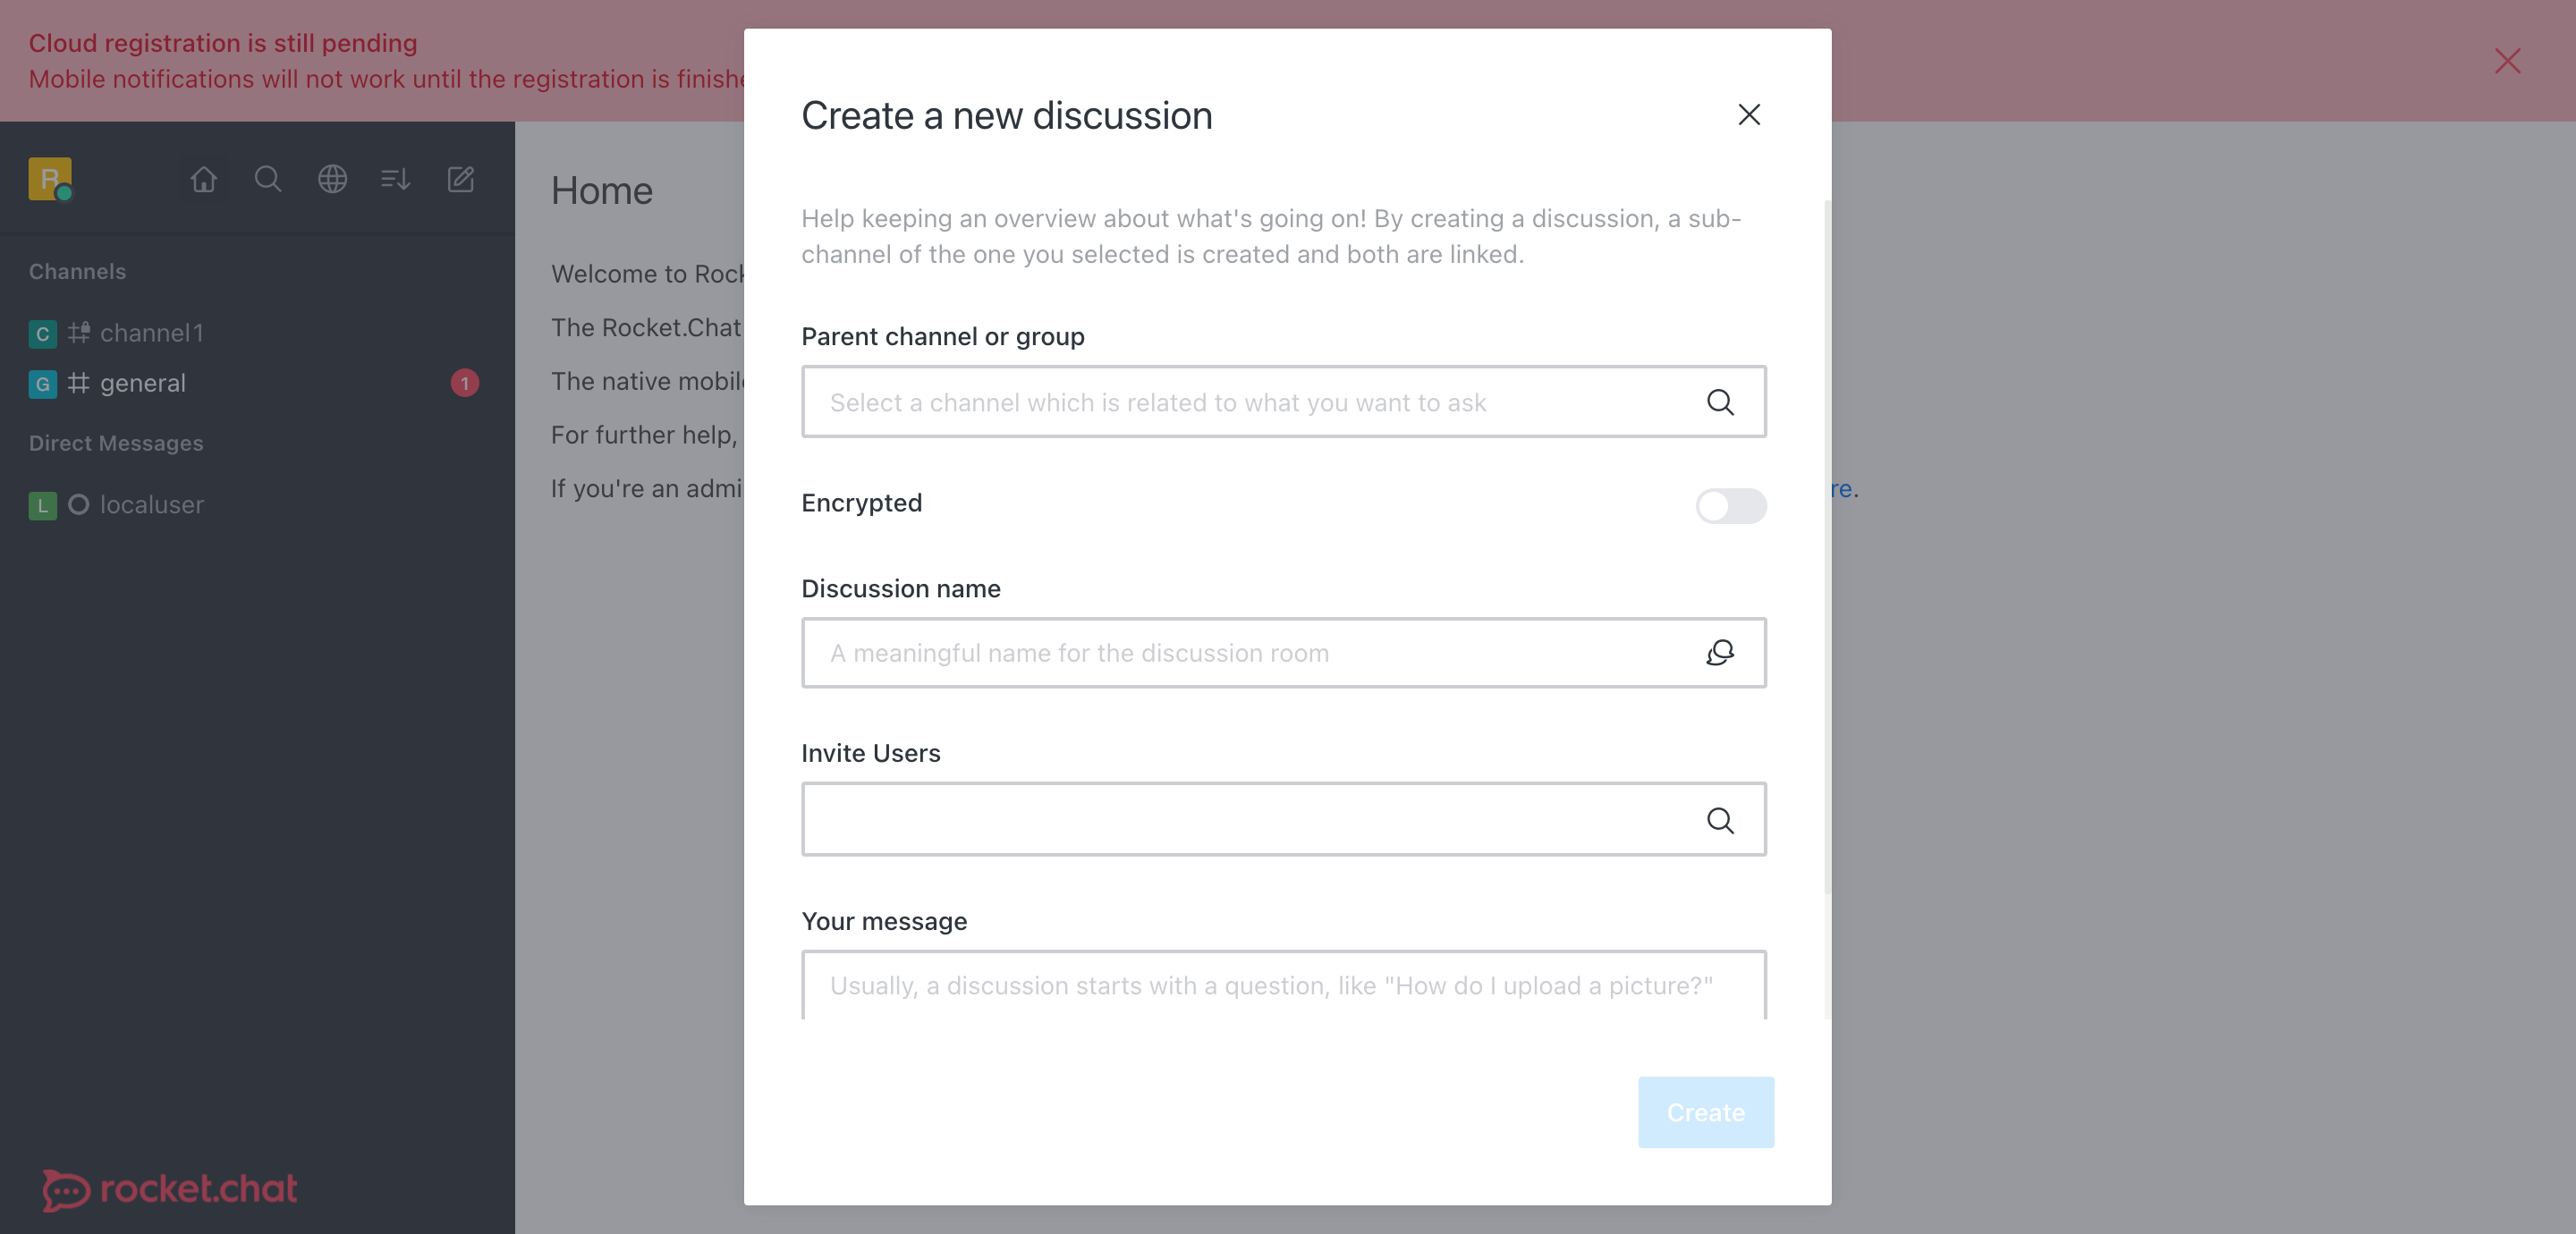 Cloud registration is still pending
Mobile notifications will not work until the registration is
R
Home
Channels
C channel1
G general 1
Direct Messages
L localuser
rocket.chat
Welcome to
The Rocket.Chat
The native
For further help,
If you're an
re.
Create a new discussion
Help keeping an overview about what's going on! By creating a discussion, a sub-
channel of the one you selected is created and both are linked.
Parent channel or group
Select a channel which is related to what you want to ask
Encrypted
Discussion name
A meaningful name for the discussion room
Invite Users
Your message
Usually, a discussion starts with a question, like "How do I upload a picture?"
Create